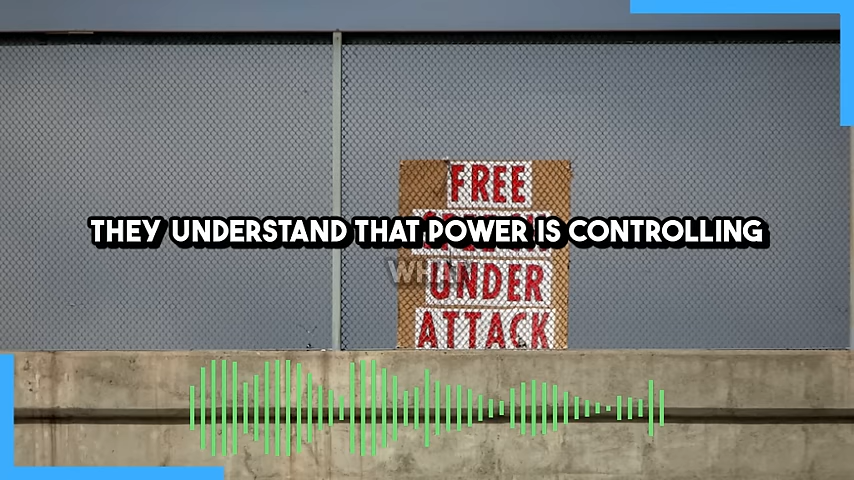 FREE
THEY UNDERSTAND THAT POWER IS CONTROLLING
UNDER
ATTACK